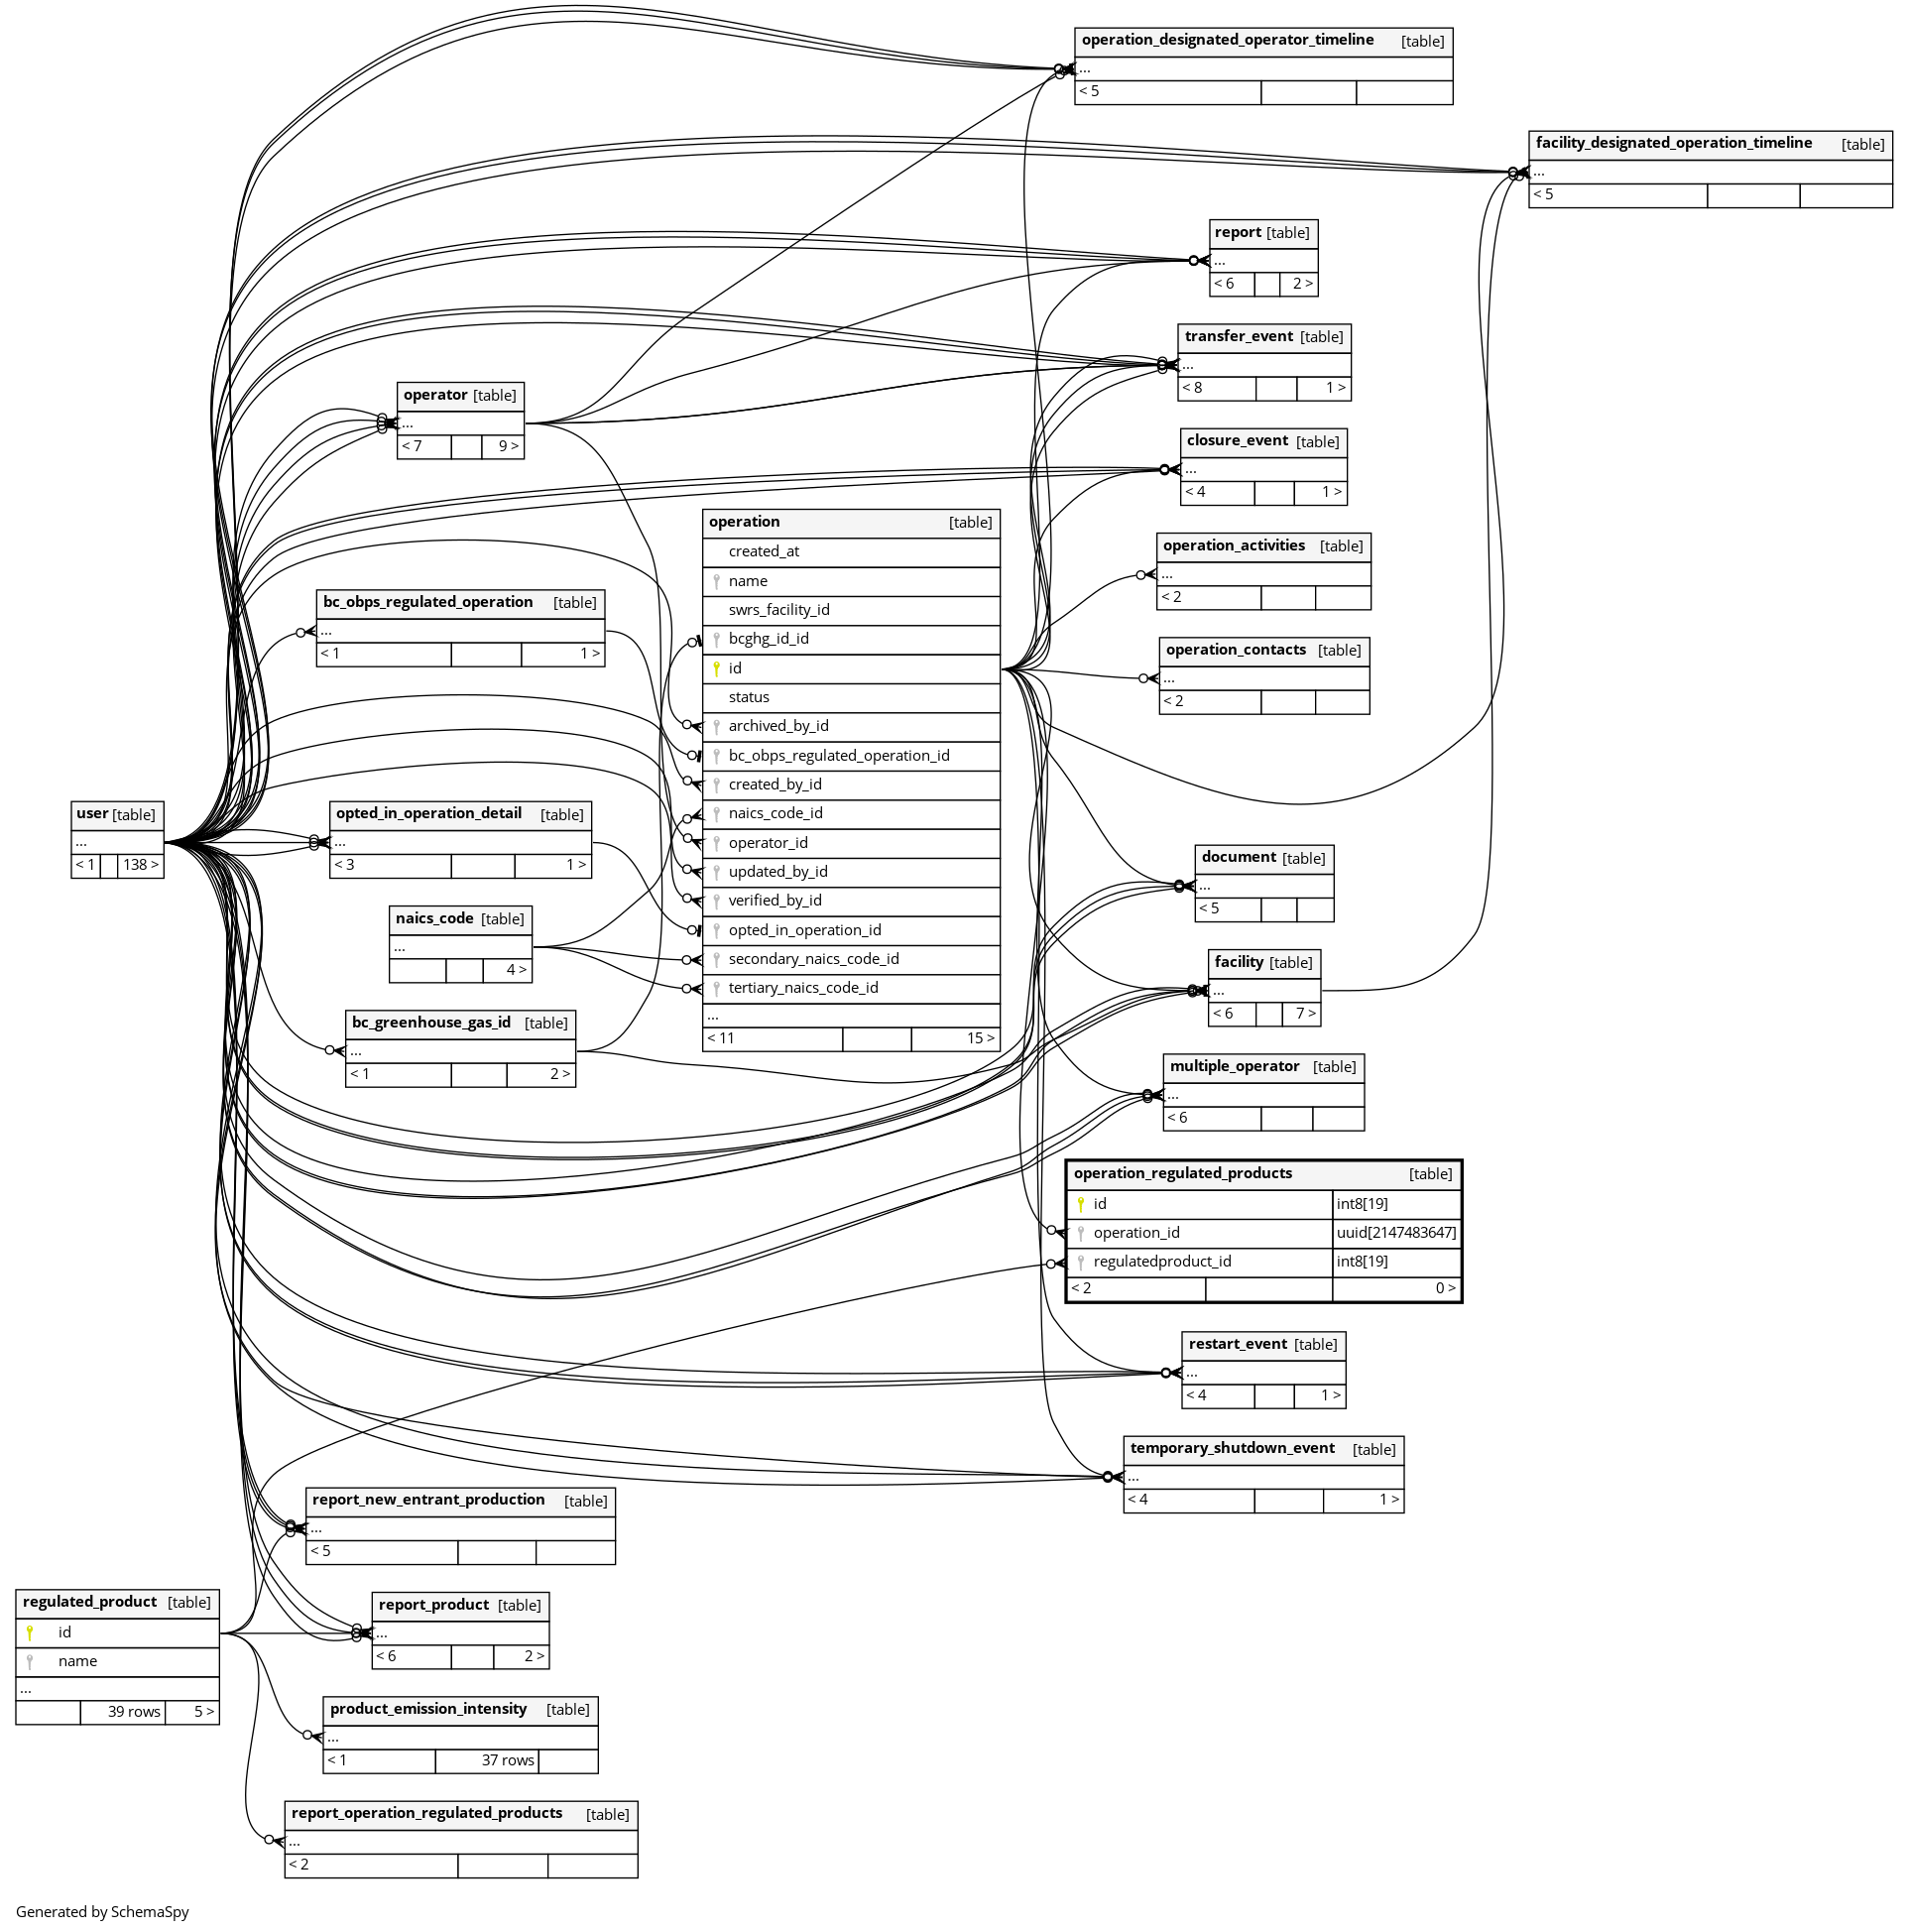 operation_designated_operator_timeline [table]
...
< 5
facility_designated_operation_timeline [table]
...
< 5
report [table]
...
< 6 2 >
transfer_event [table]
...
< 8 1 >
operator [table]
...
< 7 9 >
closure_event [table]
...
< 4 1 >
operation [table]
created_at
name
swrs_facility_id
bcghg_id_id
id
status
archived_by_id
bc_obps_regulated_operation_id
created_by_id
naics_code_id
operator_id
updated_by_id
verified_by_id
opted_in_operation_id
secondary_naics_code_id
tertiary_naics_code_id
...
< 11 15 >
operation_activities [table]
...
< 2
bc_obps_regulated_operation [table]
...
< 1 1 >
operation_contacts [table]
...
< 2
user [table]
...
< 1 138 >
opted_in_operation_detail [table]
...
< 3 1 >
document [table]
...
< 5
naics_code [table]
...
4 >
facility [table]
...
< 6 7 >
bc_greenhouse_gas_id [table]
...
< 1 2 >
multiple_operator [table]
...
< 6
operation_regulated_products [table]
id int8[19]
operation_id uuid[2147483647]
regulatedproduct_id int8[19]
< 2 0 >
restart_event [table]
...
< 4 1 >
temporary_shutdown_event [table]
...
< 4 1 >
report_new_entrant_production [table]
...
< 5
regulated_product [table]
id
name
...
39 rows 5 >
report_product [table]
...
< 6 2 >
product_emission_intensity [table]
...
< 1 37 rows
report_operation_regulated_products [table]
...
< 2
Generated by SchemaSpy